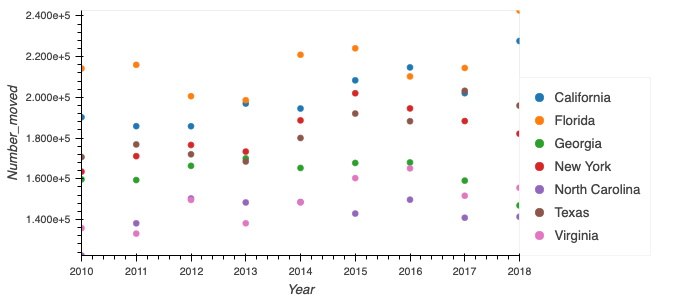 2.400e+5
2.200e+5
2.000e+5
1.800e+5
1.600e+5
1.400e+5
Number_moved
2010 2011 2012 2013 2014 2015 2016 2017 2018
Year
California
Florida
Georgia
New York
North Carolina
Texas
Virginia